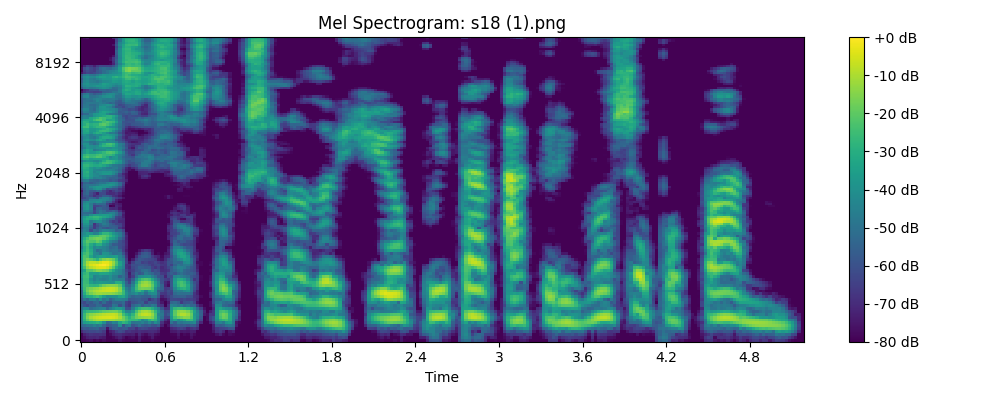 Mel Spectrogram: s18 (1).png
+0 dB
8192
-10 dB
4096
-20 dB
-30 dB
2048
Hz
-40 dB
1024
-50 dB
512
-60 dB
-70 dB
0
-80 dB
0 0.6 1.2 1.8 2.4 3 3.6 4.2 4.8
Time